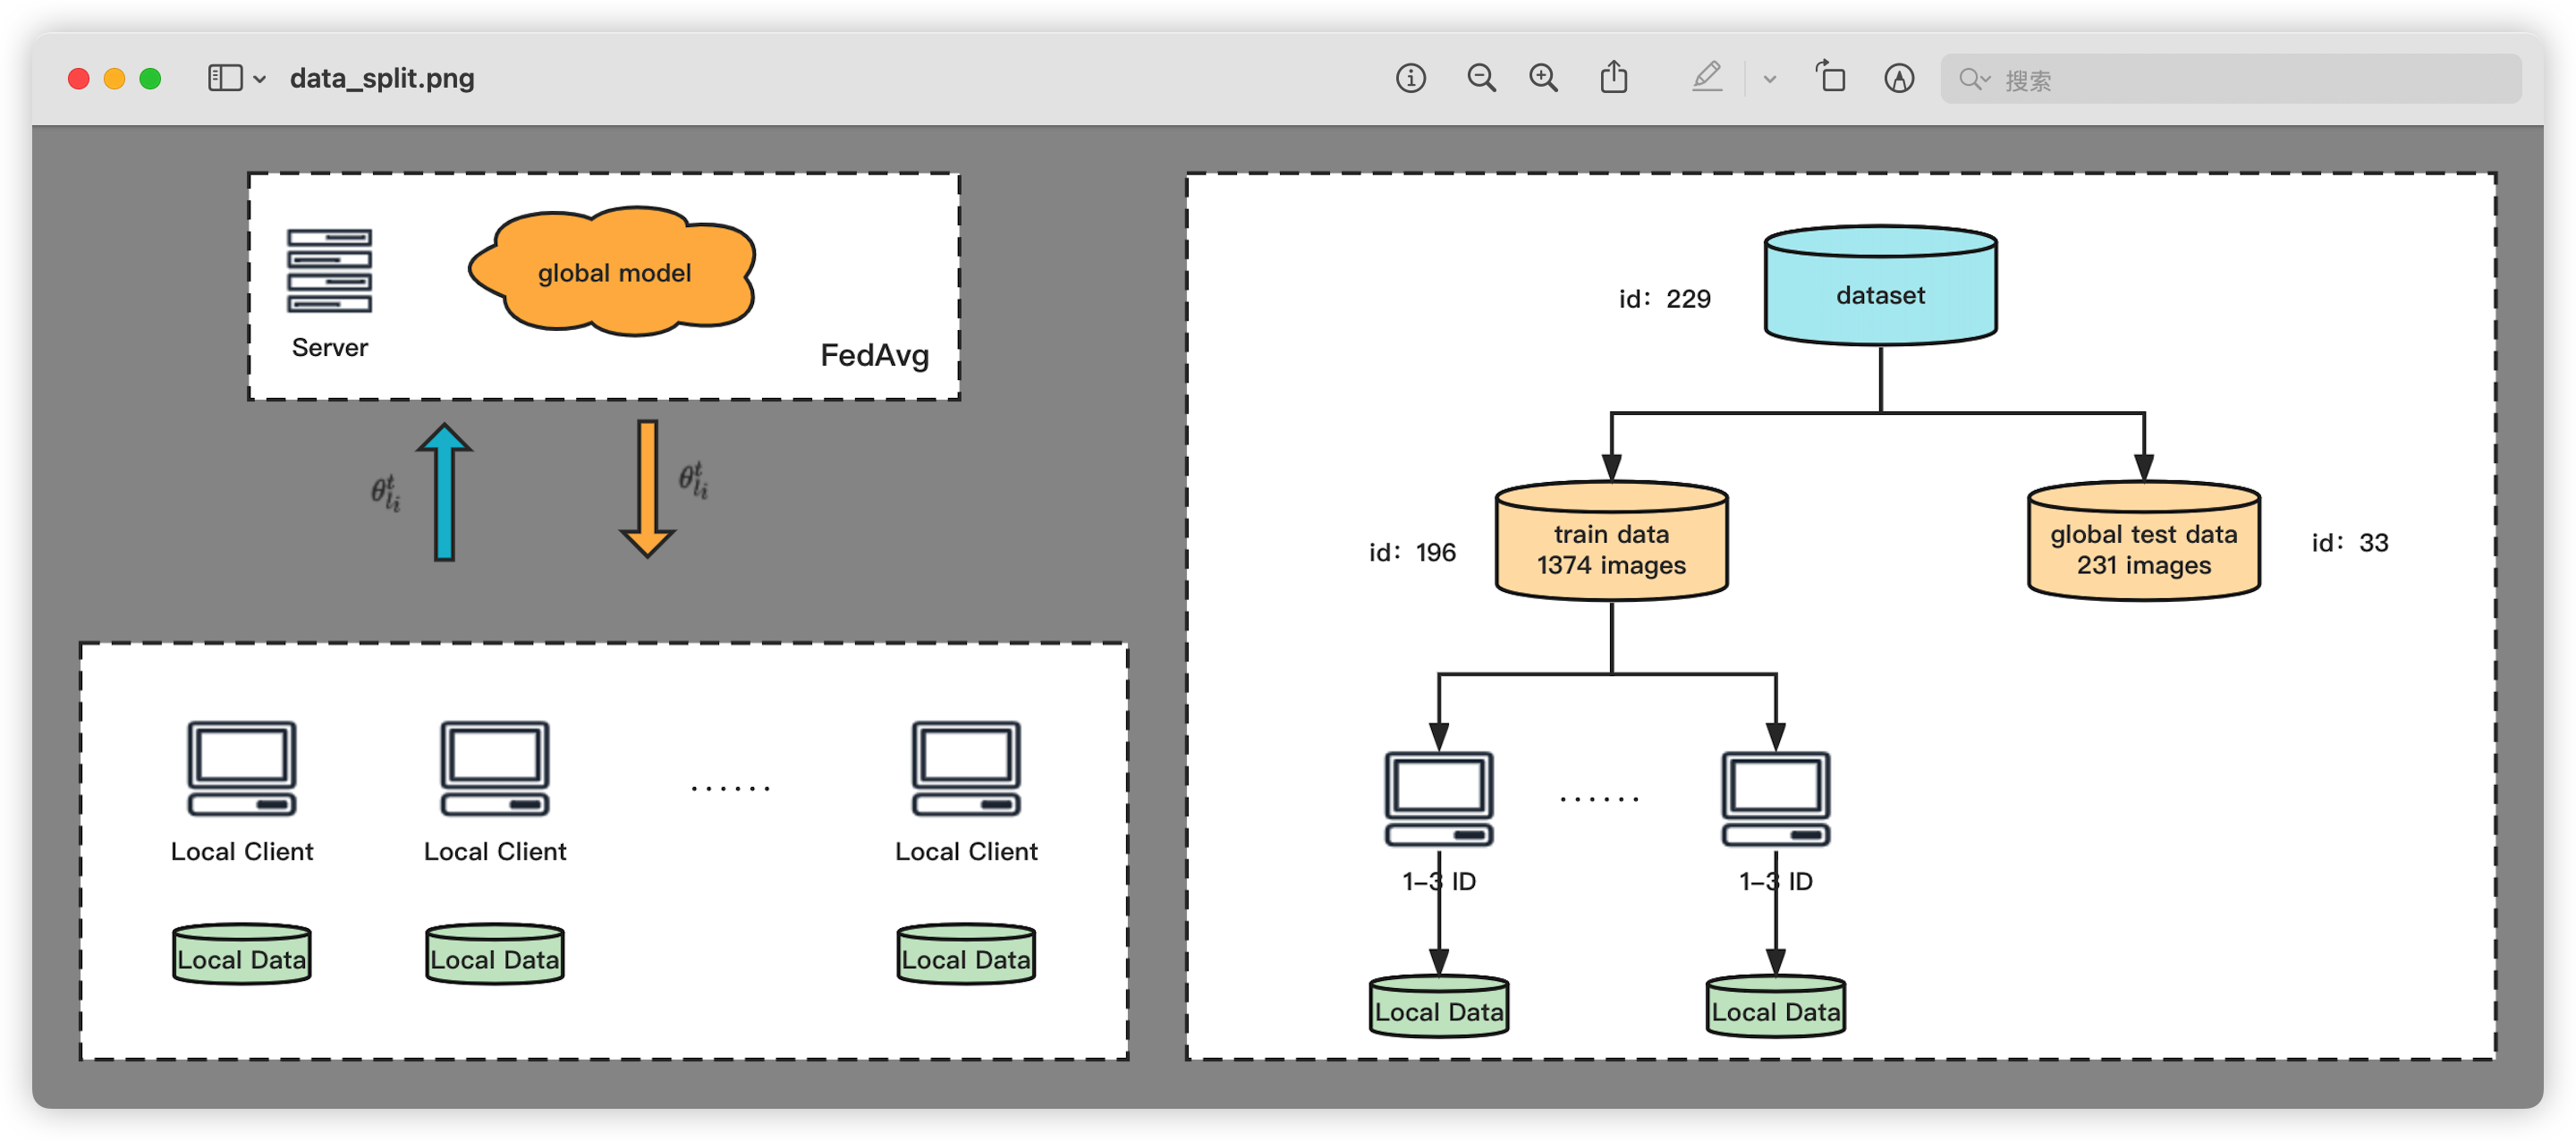 data_split.png
搜索
global model
Server
FedAvg
θ^t_{l_i}
θ^t_{l_i}
Local Client
Local Client
......
Local Client
Local Data
Local Data
Local Data
dataset
id：229
train data
1374 images
id：196
global test data
231 images
id：33
......
1–3 ID
1–3 ID
Local Data
Local Data